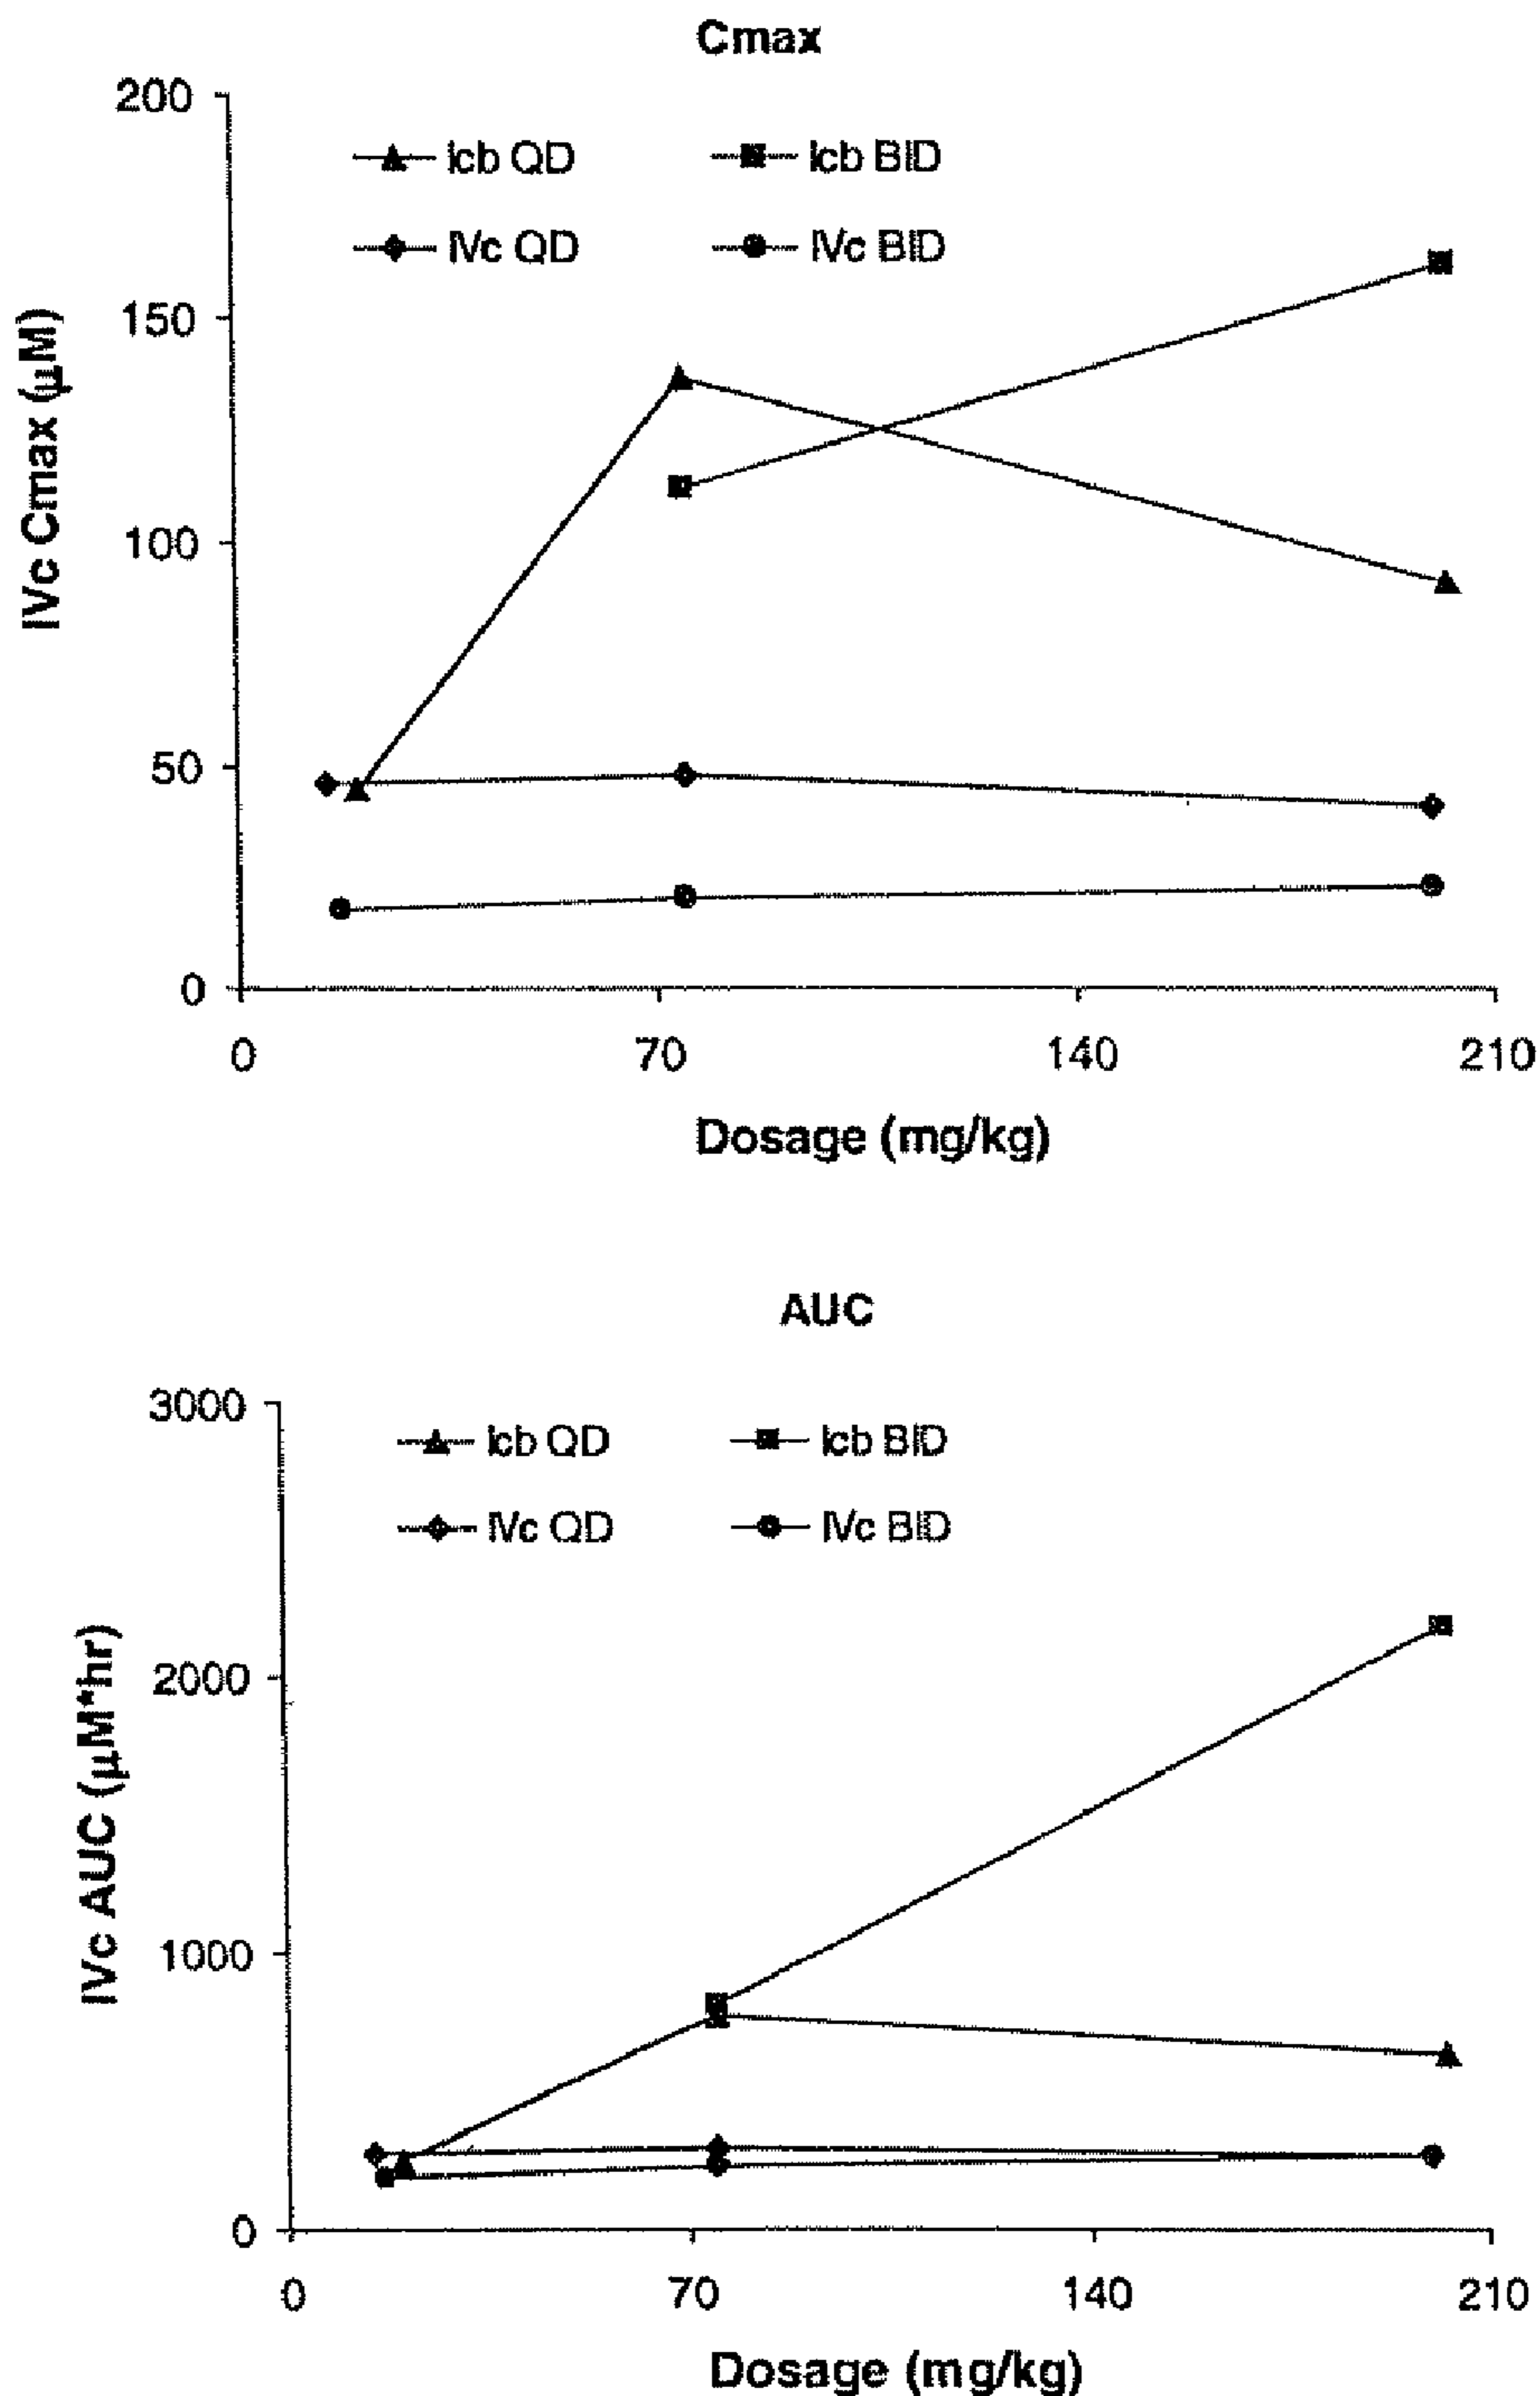 Cmax
200
Icb QD Icb BID
IVc QD IVc BID
150
100
50
0
IVc Cmax (µM)
0 70 140 210
Dosage (mg/kg)
AUC
3000
Icb QD Icb BID
IVc QD IVc BID
2000
1000
0
IVc AUC (µM*hr)
0 70 140 210
Dosage (mg/kg)